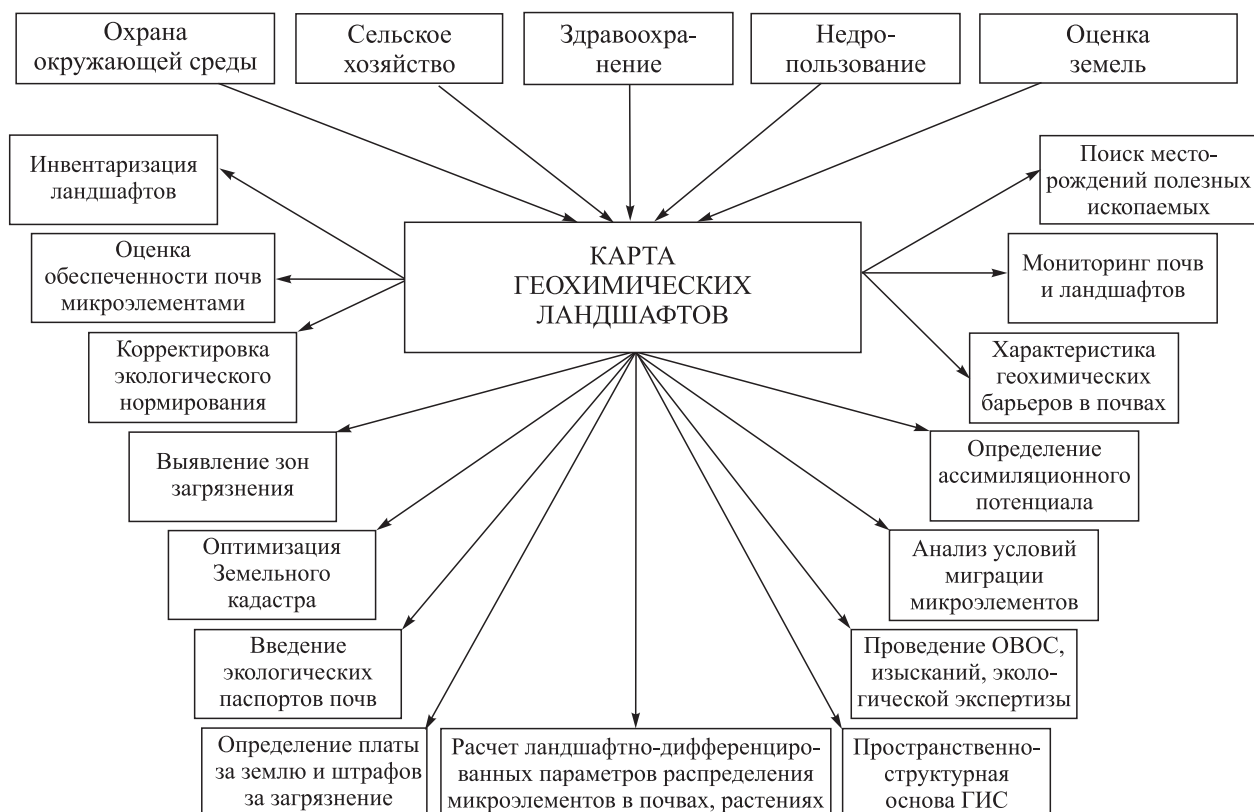 Охрана
окружающей среды
Сельское
хозяйство
Здравоохра-
нение
Недро-
пользование
Оценка
земель
Инвентаризация
ландшафтов
Поиск место-
рождений полезных
ископаемых
КАРТА
ГЕОХИМИЧЕСКИХ
ЛАНДШАФТОВ
Оценка
обеспеченности почв
микроэлементами
Мониторинг почв
и ландшафтов
Корректировка
экологического
нормирования
Характеристика
геохимических
барьеров в почвах
Выявление зон
загрязнения
Определение
ассимиляционного
потенциала
Оптимизация
Земельного
кадастра
Анализ условий
миграции
микроэлементов
Введение
экологических
паспортов почв
Проведение ОВОС,
изысканий, эколо-
гической экспертизы
Определение платы
за землю и штрафов
за загрязнение
Расчет ландшафтно-дифференциро-
ванных параметров распределения
микроэлементов в почвах, растениях
Пространственно-
структурная
основа ГИС